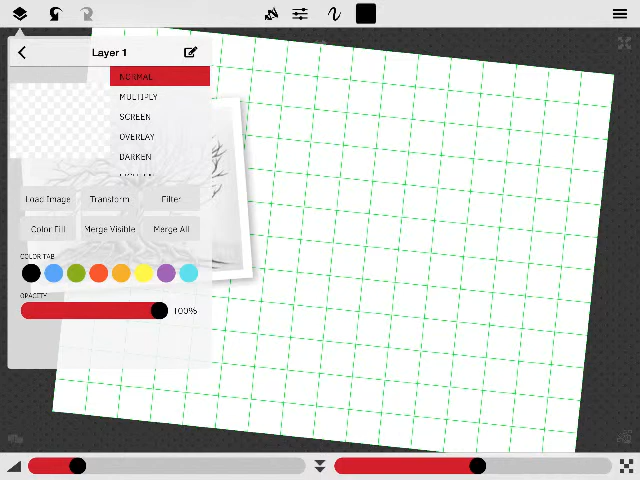 Layer 1
NORMAL
MULTIPLY
SCREEN
OVERLAY
DARKEN
Load Image Transform Filter
Color Fill Merge Visible Merge All
COLOR TAB
OPACITY
100%